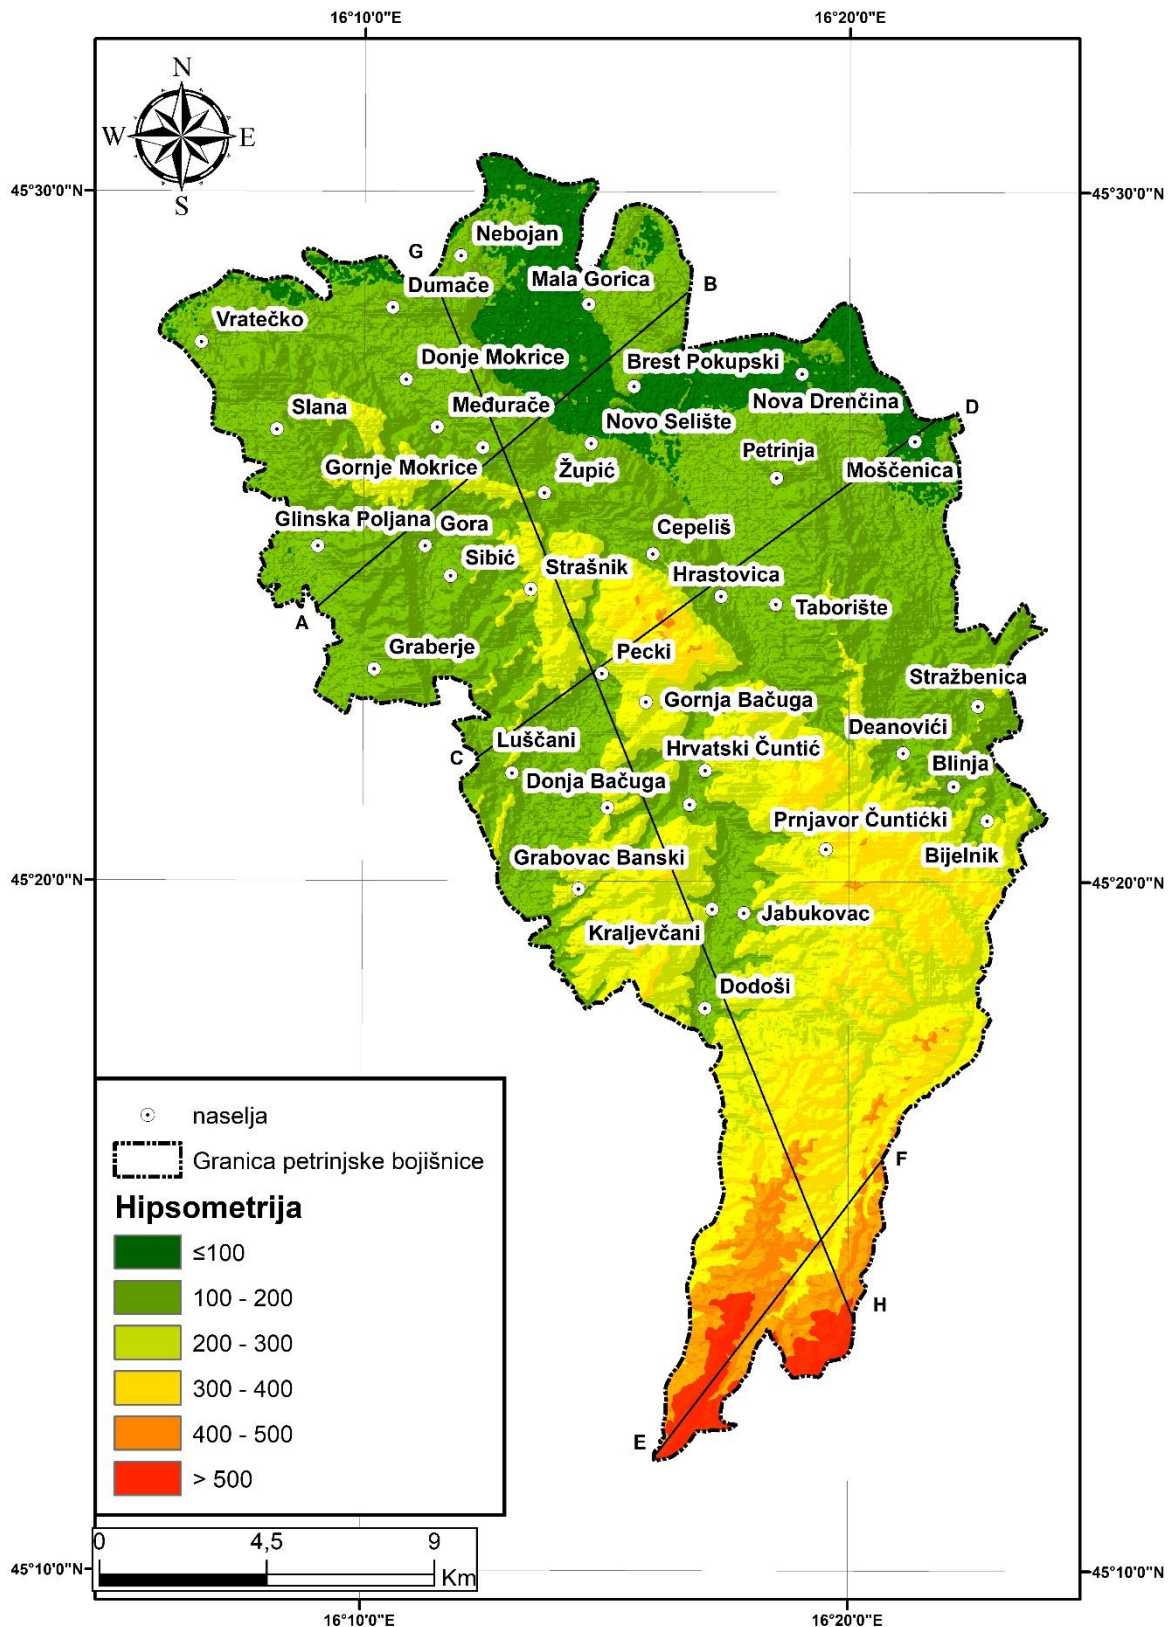 16°10'0"E
16°20'0"E
N
W
E
S
45°30'0"N
45°30'0"N
Nebojan
G
Dumače
Mala Gorica
B
Vratečko
Donje Mokrice
Brest Pokupski
Nova Drenčina
D
Slana
Međurače
Novo Selište
Petrinja
Moščenica
Gornje Mokrice
Župić
Glinska Poljana
Gora
Cepeliš
Sibić
Strašnik
Hrastovica
Taborište
A
Graberje
Pecki
Stražbenica
Gornja Bačuga
Deanovići
C
Luščani
Hrvatski Čuntić
Blinja
Donja Bačuga
Prnjavor Čuntićki
Grabovac Banski
Bijelnik
45°20'0"N
45°20'0"N
Jabukovac
Kraljevčani
Dodoši
naselja
Granica petrinjske bojišnice
F
Hipsometrija
≤100
100 - 200
H
200 - 300
300 - 400
400 - 500
E
> 500
0
4,5
9
Km
45°10'0"N
45°10'0"N
16°10'0"E
16°20'0"E